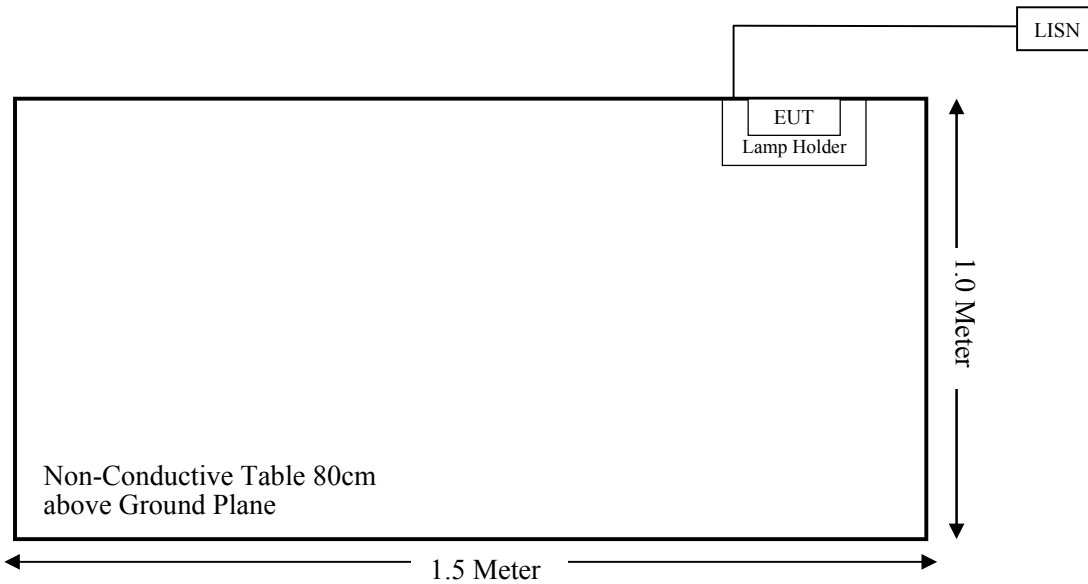 LISN
EUT
Lamp Holder
1.0 Meter
Non-Conductive Table 80cm
above Ground Plane
1.5 Meter